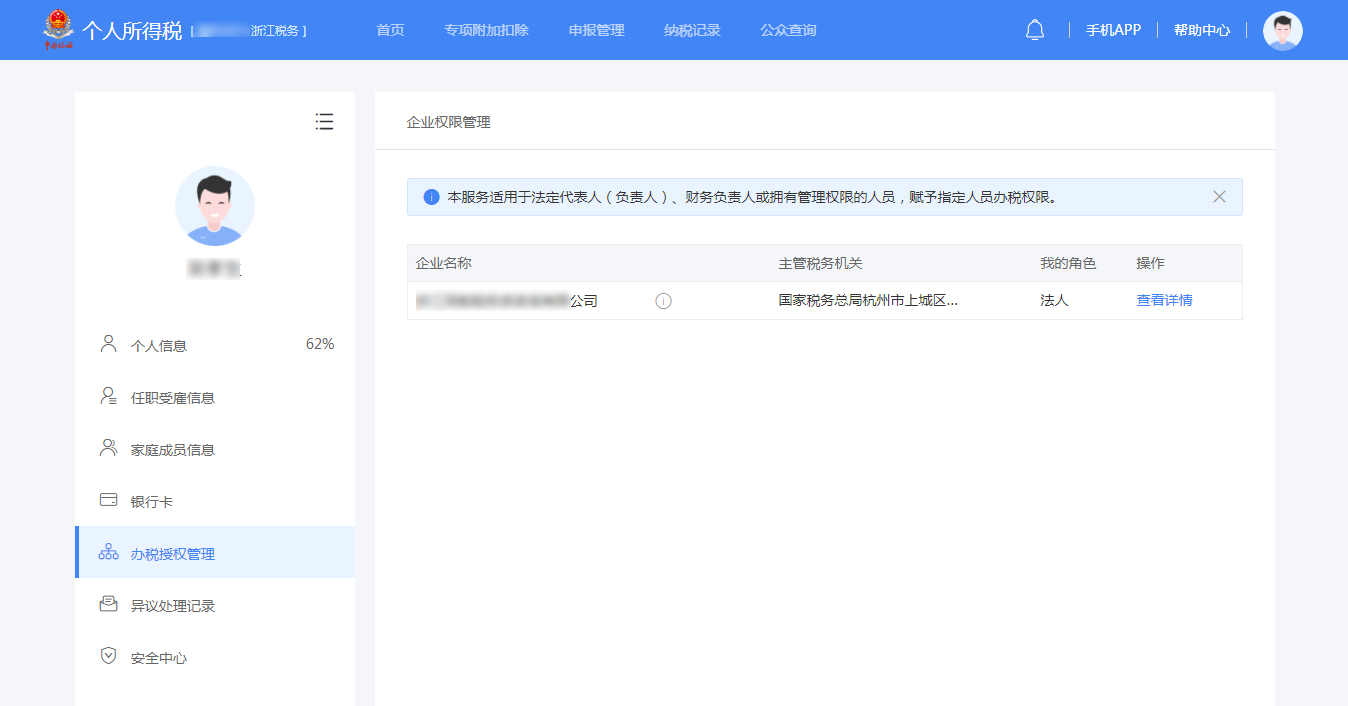 个人所得税 [ 浙江税务 ] 首页 专项附加扣除 申报管理 纳税记录 公众查询 手机APP 帮助中心
企业权限管理
本服务适用于法定代表人（负责人）、财务负责人或拥有管理权限的人员，赋予指定人员办税权限。
企业名称 主管税务机关 我的角色 操作
公司 国家税务总局杭州市上城区... 法人 查看详情
个人信息 62%
任职受雇信息
家庭成员信息
银行卡
办税授权管理
异议处理记录
安全中心